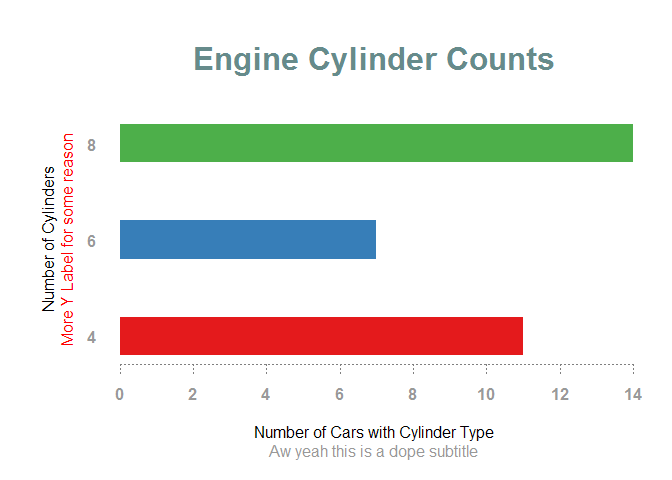 Engine Cylinder Counts
Number of Cylinders
More Y Label for some reason
8
6
4
0 2 4 6 8 10 12 14
Number of Cars with Cylinder Type
Aw yeah this is a dope subtitle